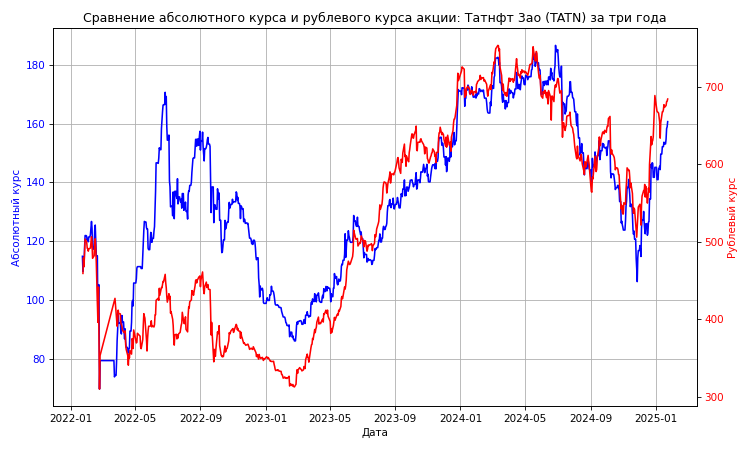 Сравнение абсолютного курса и рублевого курса акции: Татнфт 3ао (TATN) за три года
Абсолютный курс
180
160
140
120
100
80
Рублевый курс
700
600
500
400
300
2022-01 2022-05 2022-09 2023-01 2023-05 2023-09 2024-01 2024-05 2024-09 2025-01
Дата